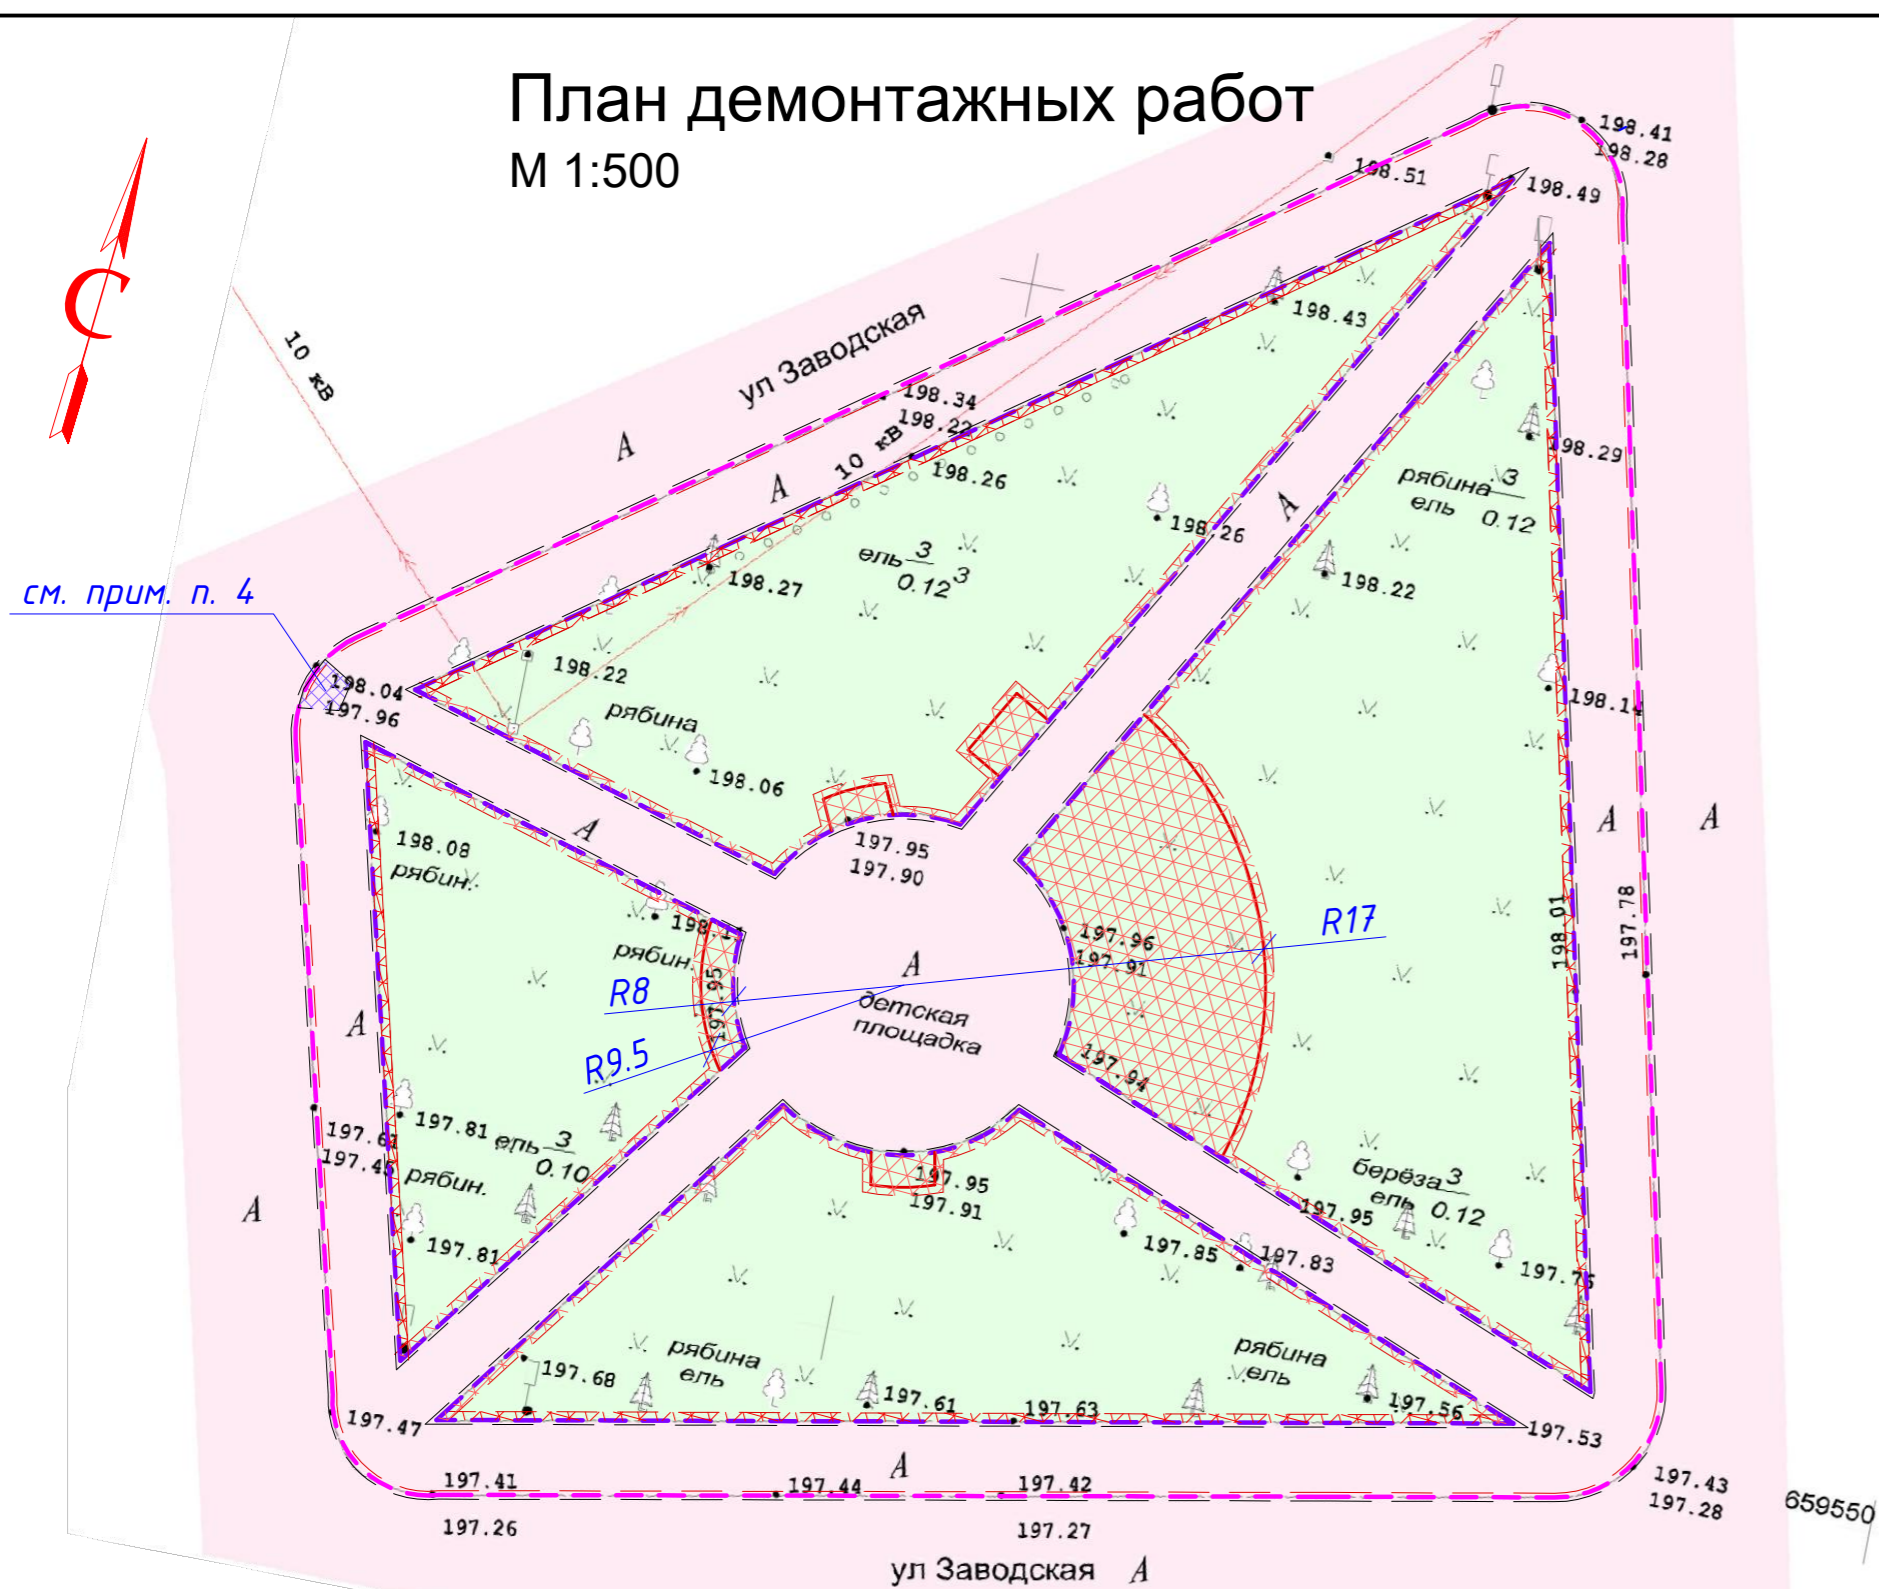 План демонтажных работ
М 1:500
С
198.41
198.28
198.51
198.49
10 кВ
ул Заводская
198.43
А
198.34
198.22
10 кВ
А
198.26
198.26
А
198.29
рябина 3
ель 0.12
ель 3
0.12 3
198.27
198.22
см. прим. п. 4
198.22
198.04
197.96
рябина
198.06
198.14
А
198.08
рябин.
197.95
197.90
А
А
рябин.
197.95
197.96
197.91
R17
198.01
197.78
А
R8
детская
площадка
R9.5
А
197.94
197.61
197.45
197.81
ель 3
0.10
рябин.
А
197.81
197.95
197.91
197.85
197.83
197.95
берёза 3
ель 0.12
197.75
197.68
рябина
ель
197.61
197.63
рябина
ель
197.56
197.53
197.47
197.41
197.26
197.44
А
197.42
197.27
197.43
197.28
659550
ул Заводская А